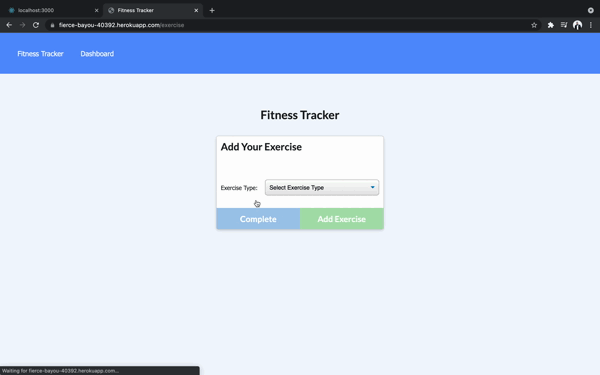 localhost:3000
Fitness Tracker
fierce-bayou-40392.herokuapp.com/exercise
Fitness Tracker
Dashboard
Fitness Tracker
Add Your Exercise
Exercise Type:
Select Exercise Type
Complete
Add Exercise
Waiting for fierce-bayou-40392.herokuapp.com...